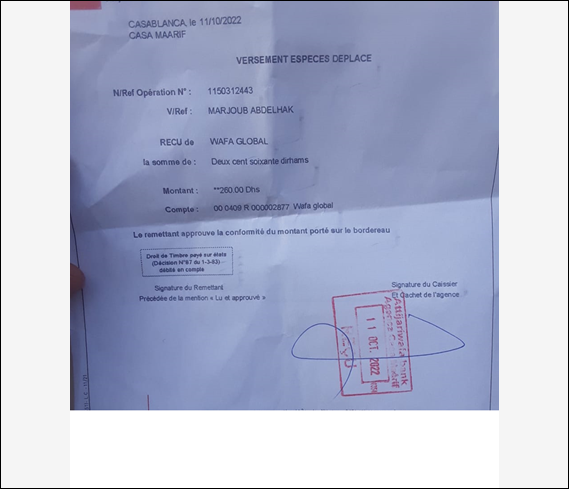 CASABLANCA, le 11/10/2022
CASA MAARIF
VERSEMENT ESPECES DEPLACE
N/Ref Opération N° : 1150312443
V/Ref : MARJOUB ABDELHAK
RECU de WAFA GLOBAL
la somme de : Deux cent soixante dirhams
Montant : **260,00 Dhs
Compte : 00 0409 R 000002877 Wafa global
Le remettant approuve la conformité du montant porté sur le bordereau
Droit de Timbre payé sur états
(Décision N°67 du 1-3-83)
débité en compte
Signature du Remettant
Précédée de la mention « Lu et approuvé »
Signature du Caissier
Et Cachet de l'agence
Attijariwafa bank
11 OCT. 2022
REÇU